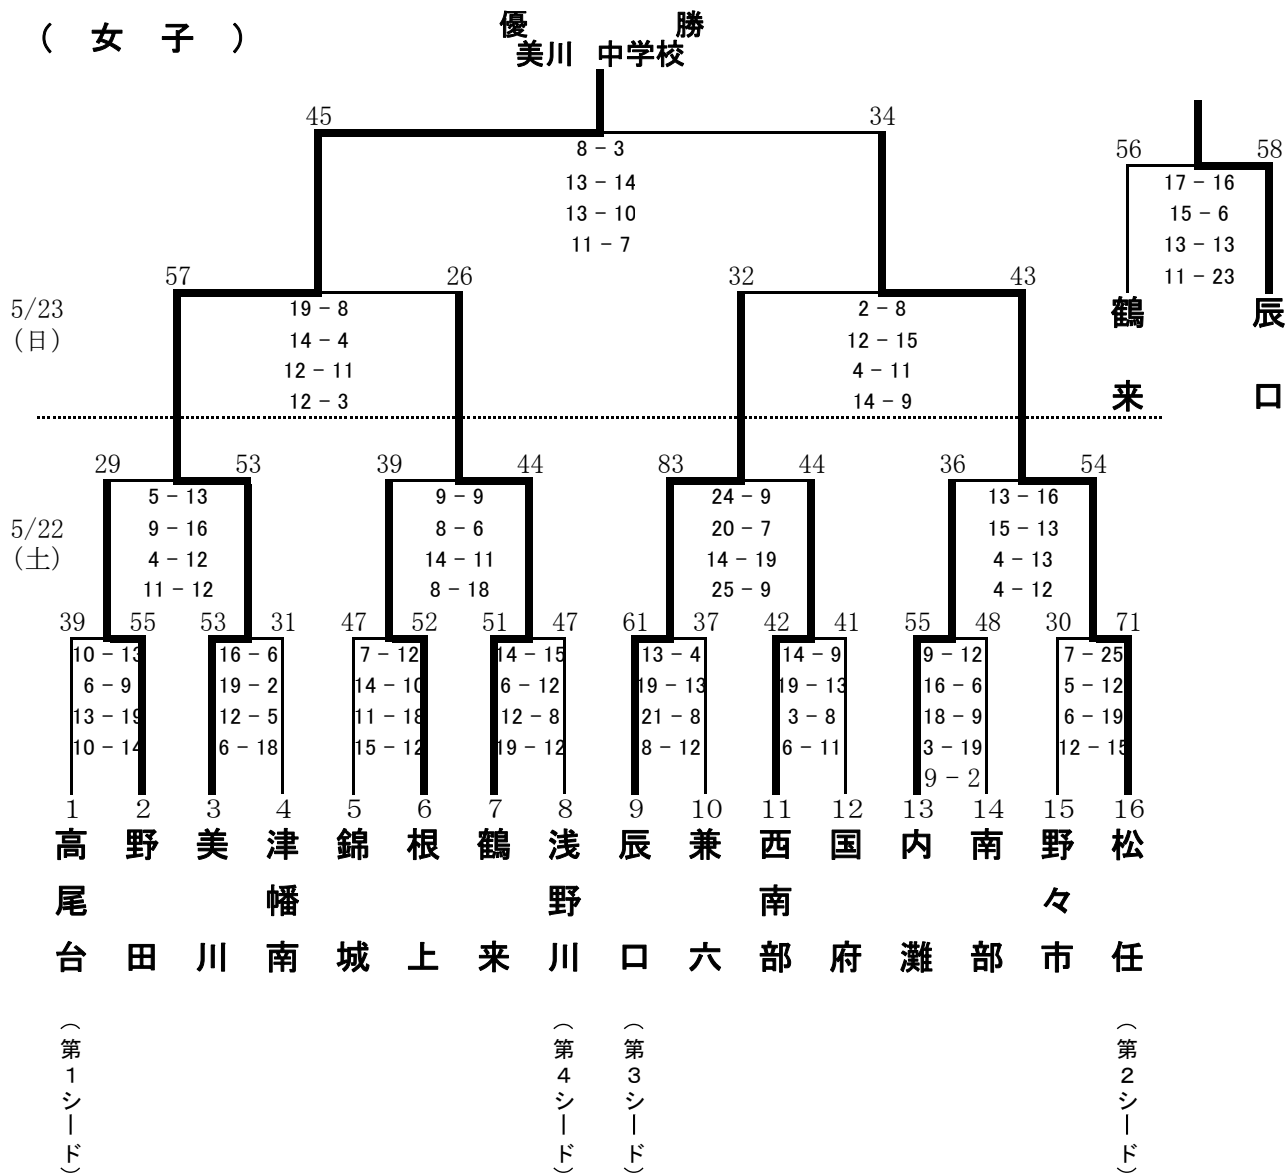 （ 女 子 ）
優 勝
美川 中学校
45 34
8 − 3
13 − 14
13 − 10
11 − 7
56 58
17 − 16
15 − 6
13 − 13
11 − 23
鶴来 辰口
5/23
（日）
57 26 32 43
19 − 8 2 − 8
14 − 4 12 − 15
12 − 11 4 − 11
12 − 3 14 − 9
5/22
（土）
29 53 39 44 83 44 36 54
5 − 13 9 − 9 24 − 9 13 − 16
9 − 16 8 − 6 20 − 7 15 − 13
4 − 12 14 − 11 14 − 19 4 − 13
11 − 12 8 − 18 25 − 9 4 − 12
39 55 53 31 47 52 51 47 61 37 42 41 55 48 30 71
10 − 13 16 − 6 7 − 12 14 − 15 13 − 4 14 − 9 9 − 12 7 − 25
6 − 9 19 − 2 14 − 10 6 − 12 19 − 13 19 − 13 16 − 6 5 − 12
13 − 19 12 − 5 11 − 18 12 − 8 21 − 8 3 − 8 18 − 9 6 − 19
10 − 14 6 − 18 15 − 12 19 − 12 8 − 12 6 − 11 3 − 19 12 − 15
9 − 2
1 2 3 4 5 6 7 8 9 10 11 12 13 14 15 16
高尾台 野田 美川 津幡南 錦城 根上 鶴来 浅野川 辰口 兼六 西南部 国府 内灘 南部 野々市 松任
（第１シード） （第４シード） （第３シード） （第２シード）